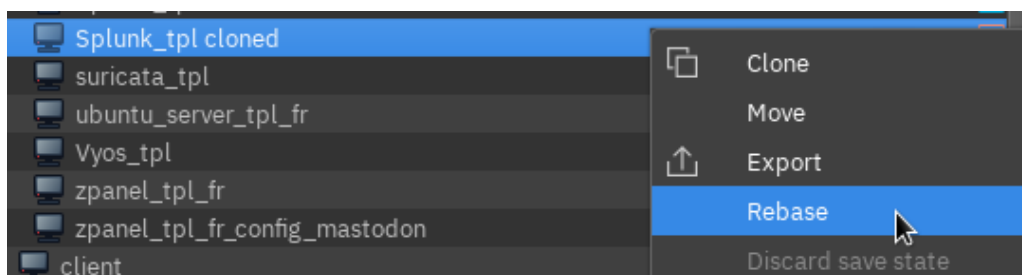 Splunk_tpl cloned
suricata_tpl
ubuntu_server_tpl_fr
Vyos_tpl
zpanel_tpl_fr
zpanel_tpl_fr_config_mastodon
client
Clone
Move
Export
Rebase
Discard save state